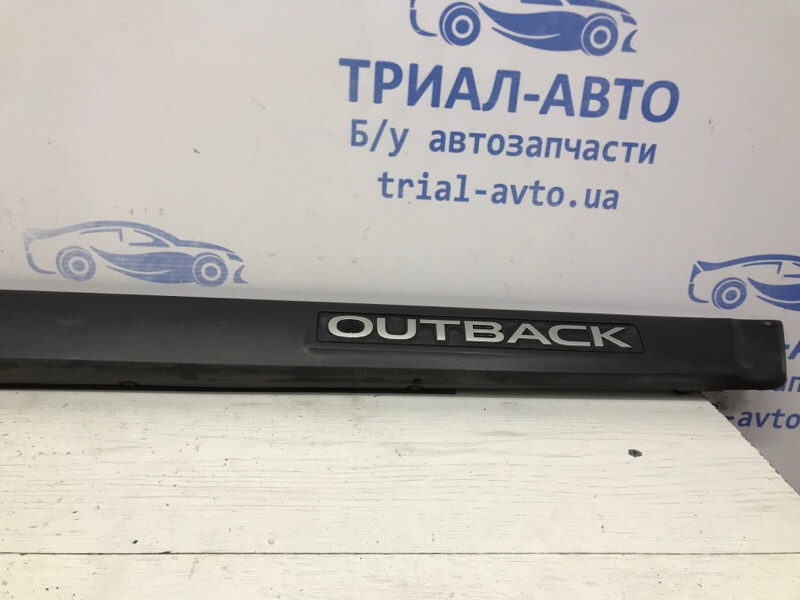 ТРИАЛ-АВТО
Б/у автозапчасти
trial-avto.ua
OUTBACK